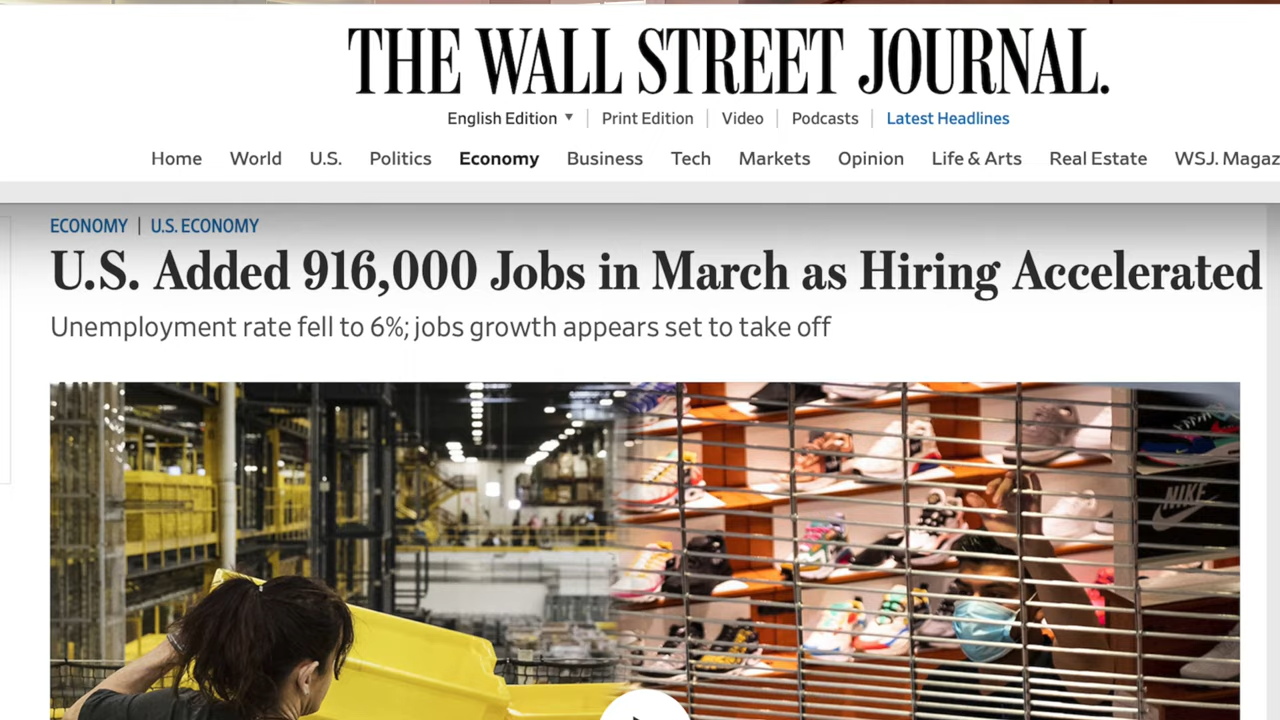 THE WALL STREET JOURNAL.
English Edition ▼ | Print Edition | Video | Podcasts | Latest Headlines
Home World U.S. Politics Economy Business Tech Markets Opinion Life & Arts Real Estate WSJ. Magaz
ECONOMY | U.S. ECONOMY
U.S. Added 916,000 Jobs in March as Hiring Accelerated
Unemployment rate fell to 6%; jobs growth appears set to take off
NIKE